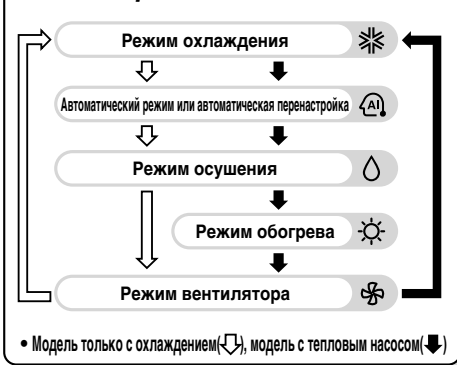 Режим охлаждения
Автоматический режим или автоматическая перенастройка
AI
Режим осушения
Режим обогрева
Режим вентилятора
• Модель только с охлаждением(⇩), модель с тепловым насосом(⬇)